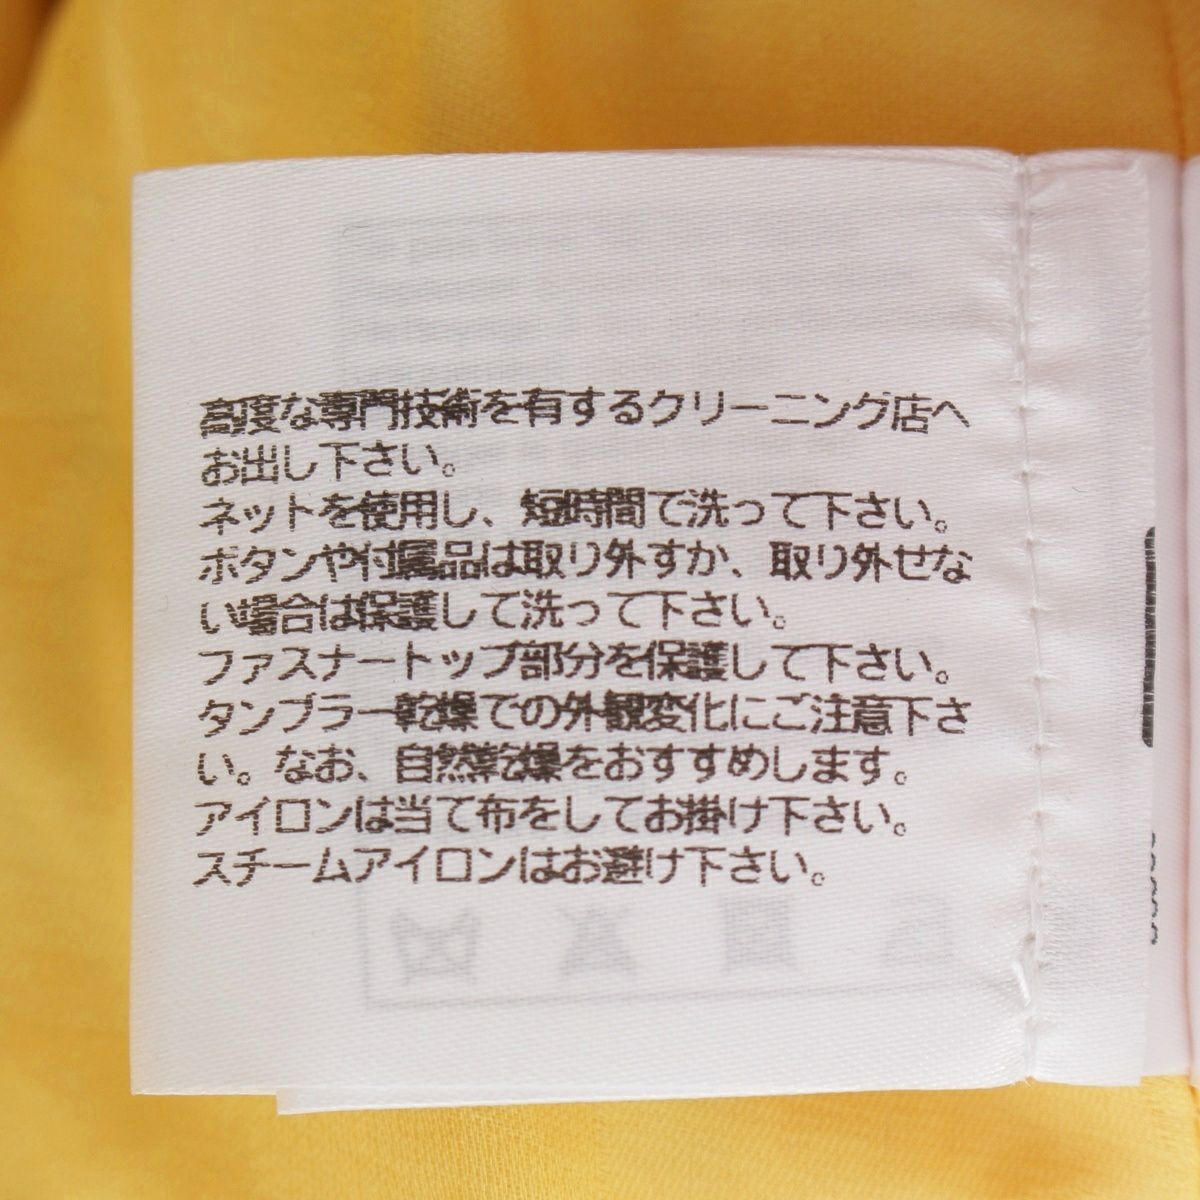 高度な専門技術を有するクリーニング店へ
お出し下さい。
ネットを使用し、短時間で洗って下さい。
ボタンや付属品は取り外すか、取り外せな
い場合は保護して洗って下さい。
ファスナートップ部分を保護して下さい。
タンブラー乾燥での外観変化にご注意下さ
い。なお、自然乾燥をおすすめします。
アイロンは当て布をしてお掛け下さい。
スチームアイロンはお避け下さい。